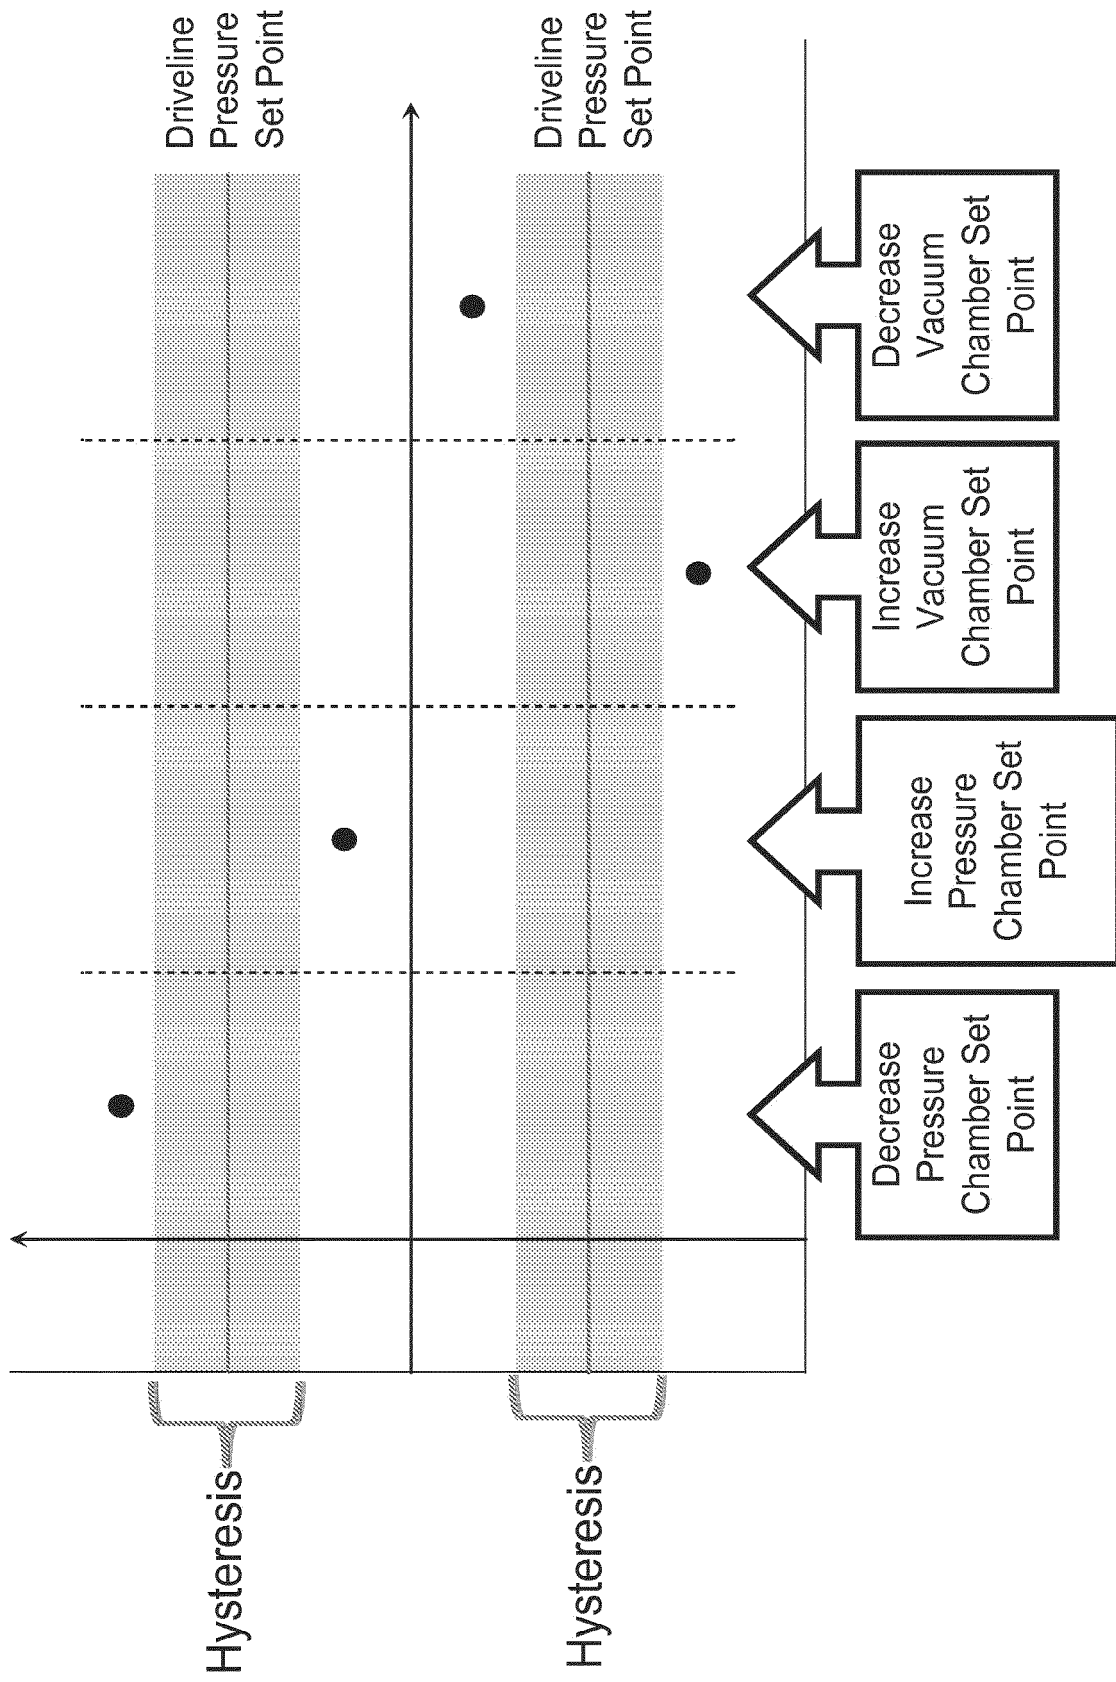 Driveline
Pressure
Set Point
Hysteresis
Driveline
Pressure
Set Point
Hysteresis
Decrease
Pressure
Chamber Set
Point
Increase
Pressure
Chamber Set
Point
Increase
Vacuum
Chamber Set
Point
Decrease
Vacuum
Chamber Set
Point